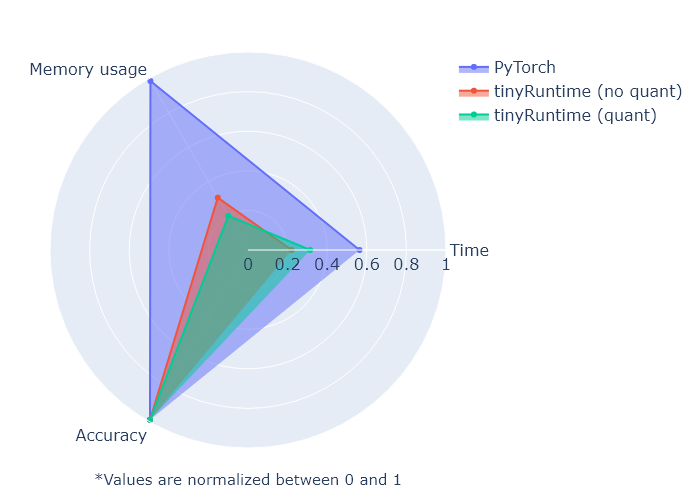 Memory usage
PyTorch
tinyRuntime (no quant)
tinyRuntime (quant)
Time
0 0.2 0.4 0.6 0.8 1
Accuracy
*Values are normalized between 0 and 1